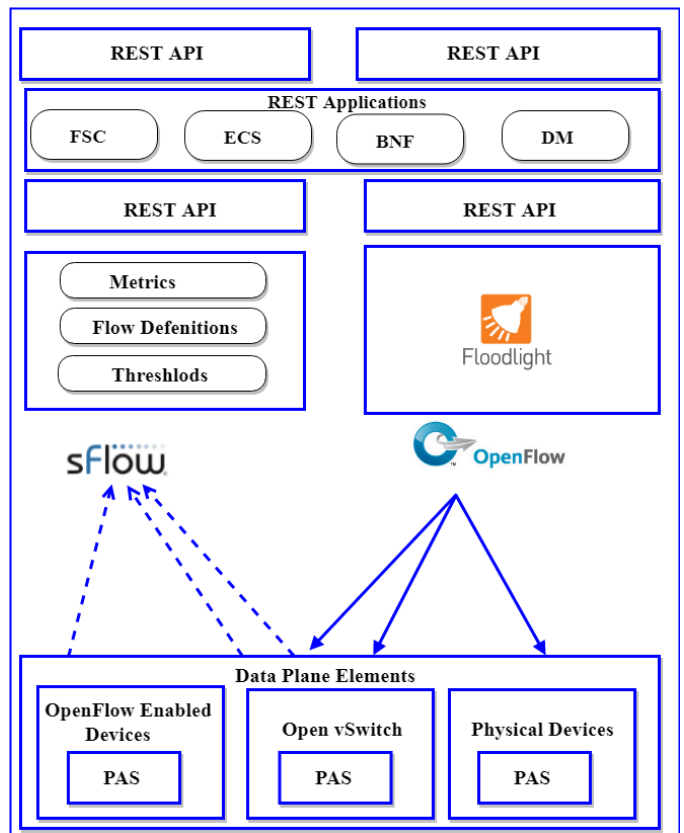 REST API
REST API
REST Applications
FSC
ECS
BNF
DM
REST API
REST API
Metrics
Flow Defenitions
Threshlods
Floodlight
sFlow
OpenFlow
TM
Data Plane Elements
OpenFlow Enabled
Devices
PAS
Open vSwitch
PAS
Physical Devices
PAS